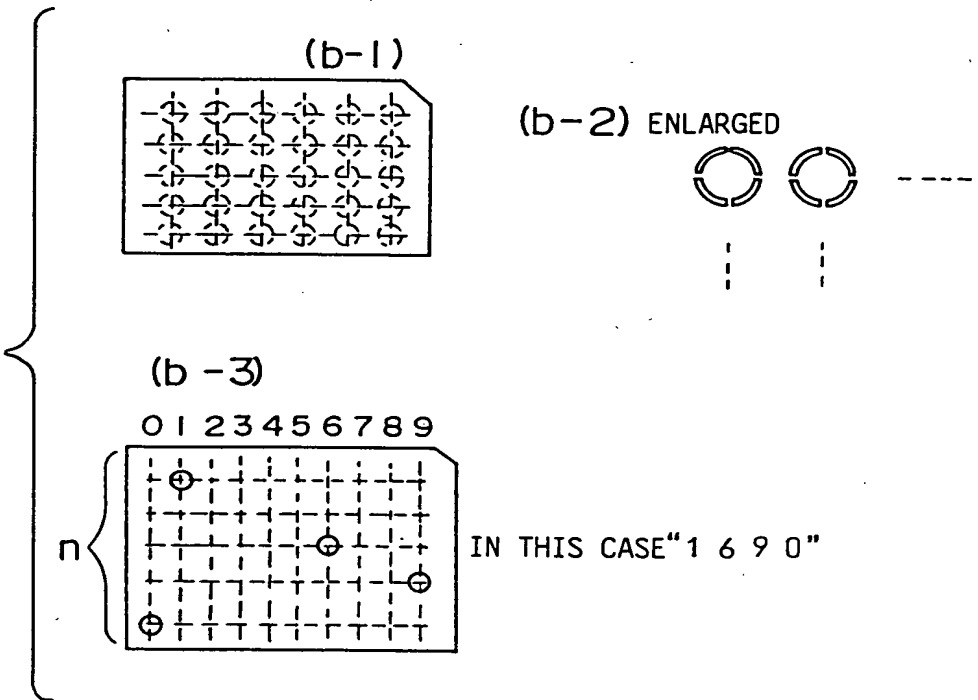 (b-1)
(b-2) ENLARGED
(b-3)
0 1 2 3 4 5 6 7 8 9
n
IN THIS CASE "1 6 9 0"